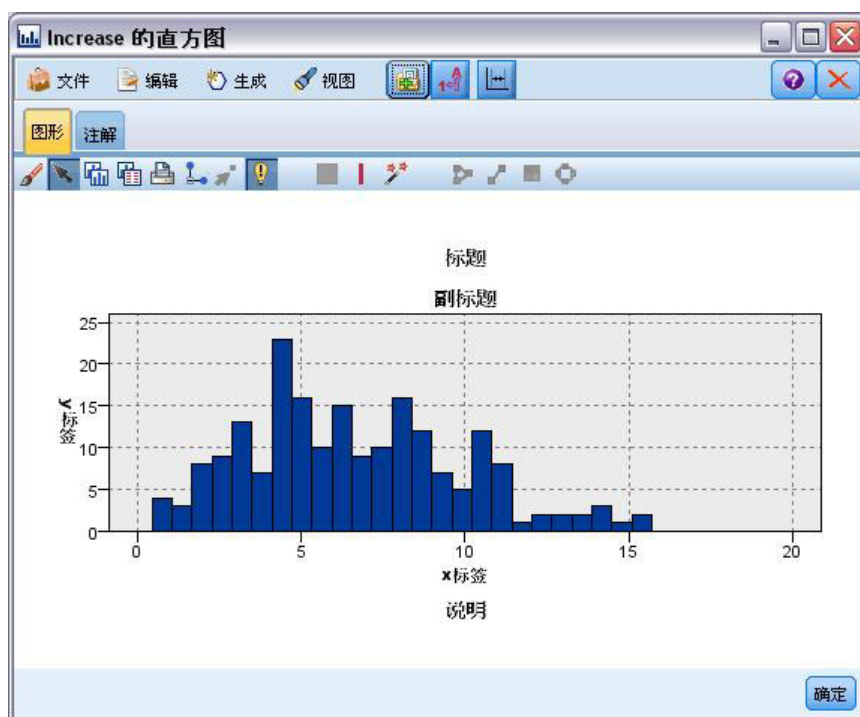 Increase 的直方图
文件 编辑 生成 视图
图形 注解
标题
副标题
y 标签
25
20
15
10
5
0
0 5 10 15 20
x 标签
说明
确定